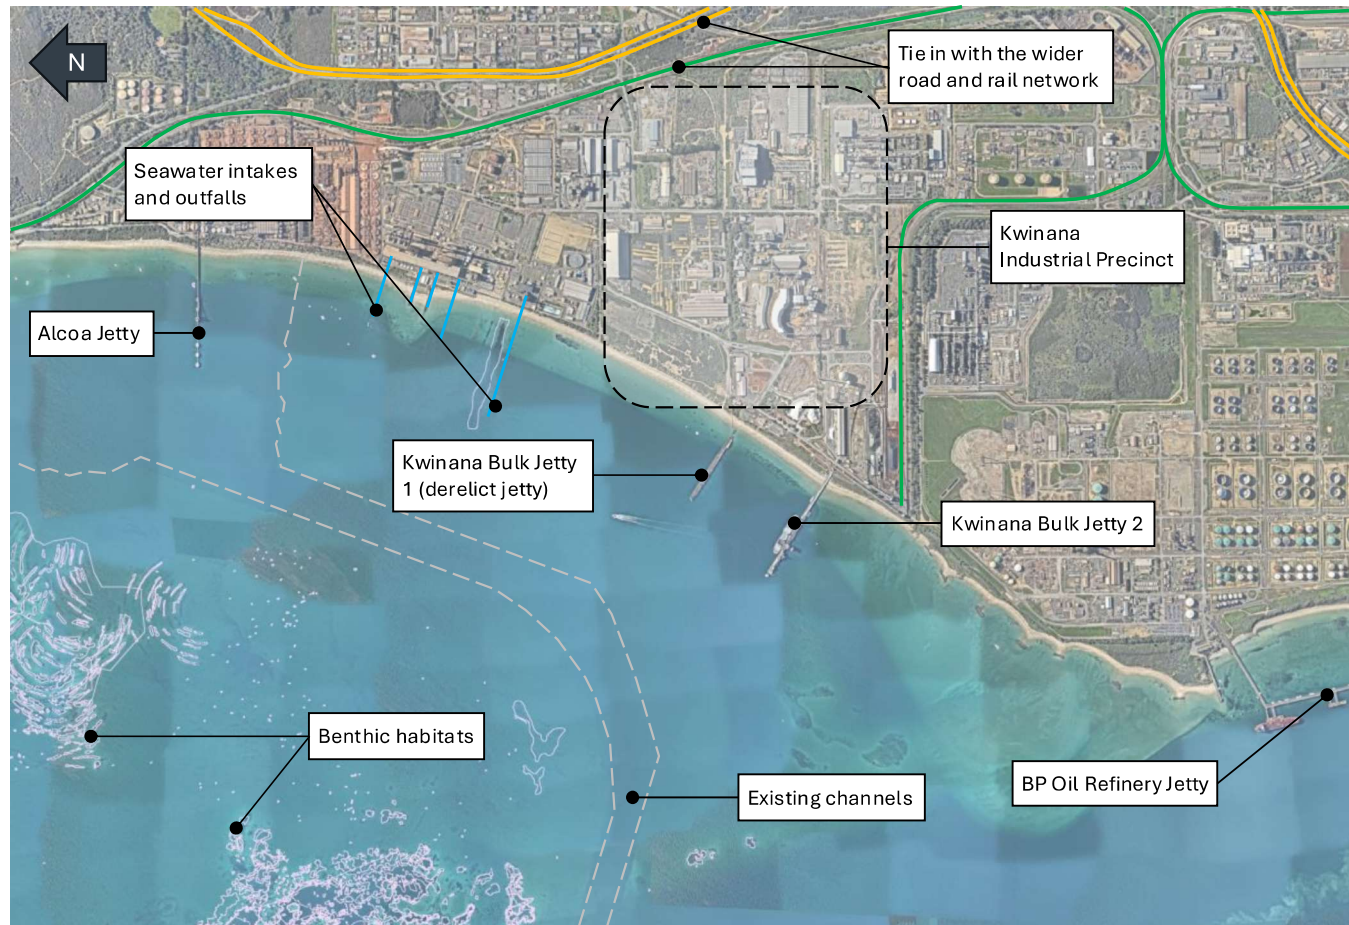 N
Tie in with the wider
road and rail network
Seawater intakes
and outfalls
Kwinana
Industrial Precinct
Alcoa Jetty
Kwinana Bulk Jetty
1 (derelict jetty)
Kwinana Bulk Jetty 2
Benthic habitats
Existing channels
BP Oil Refinery Jetty